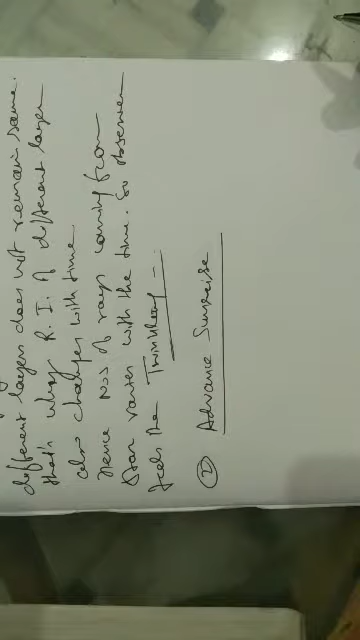 different layers does not remain same.
that's why R. I. of different layer
also changes with time
Hence nos of rays coming from
Star varies with the time. So observer
feels the Twinkling -
② Advance Sunraise